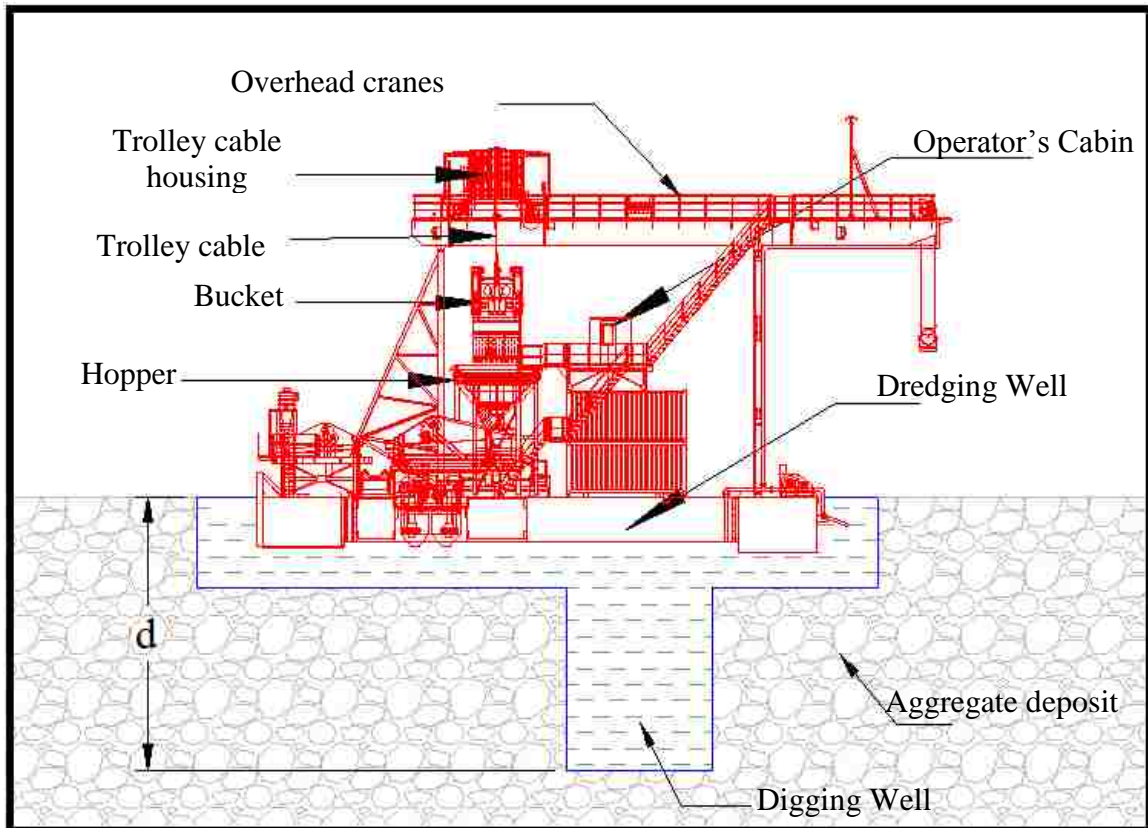 Overhead cranes
Trolley cable
housing
Operator’s Cabin
Trolley cable
Bucket
Hopper
Dredging Well
d
Aggregate deposit
Digging Well